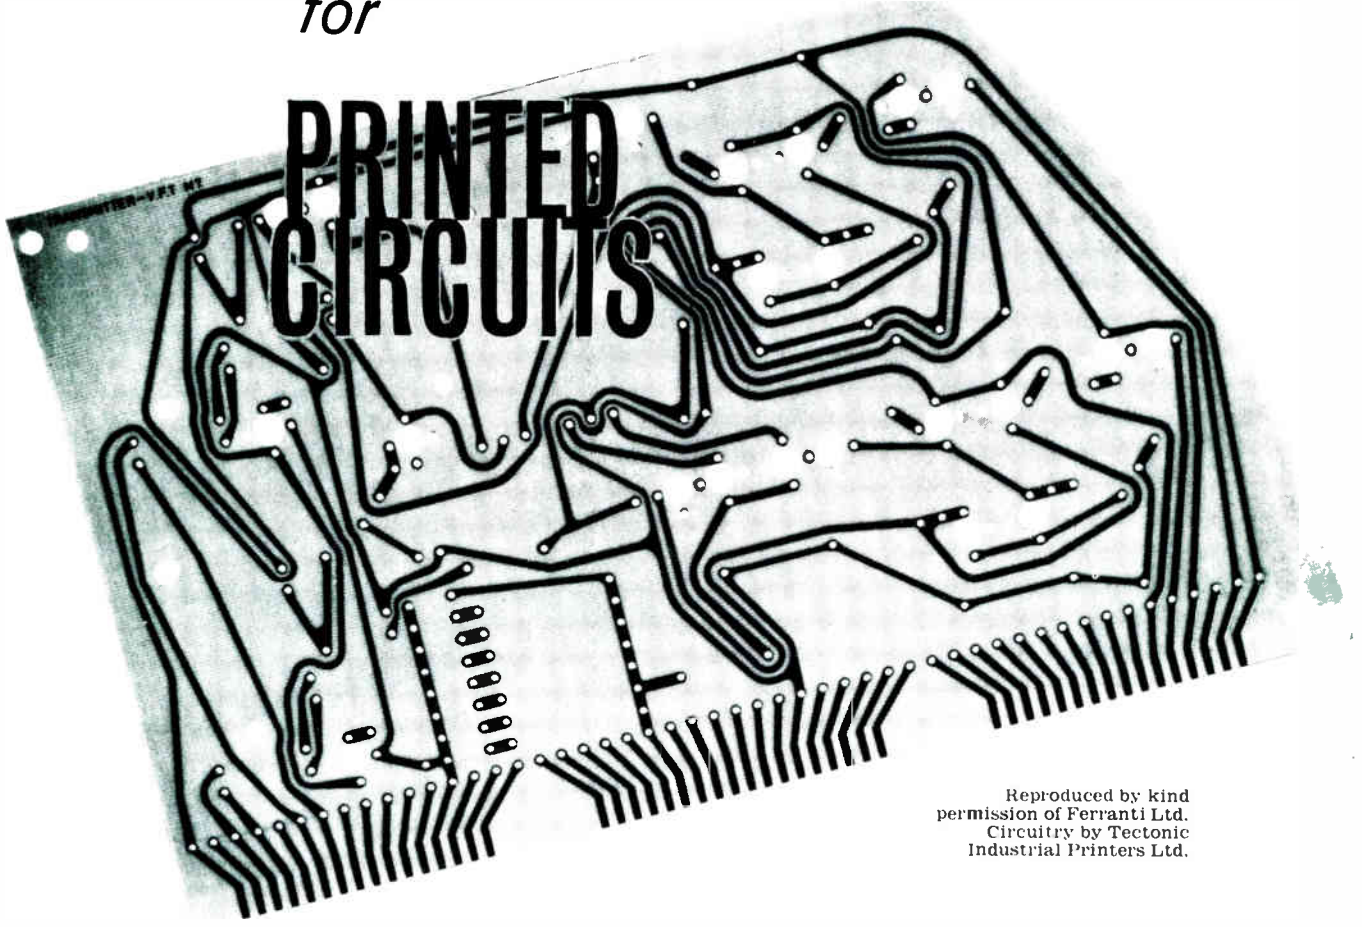 for
PRINTED
CIRCUITS
Reproduced by kind
permission of Ferranti Ltd.
Circuitry by Tectonic
Industrial Printers Ltd.